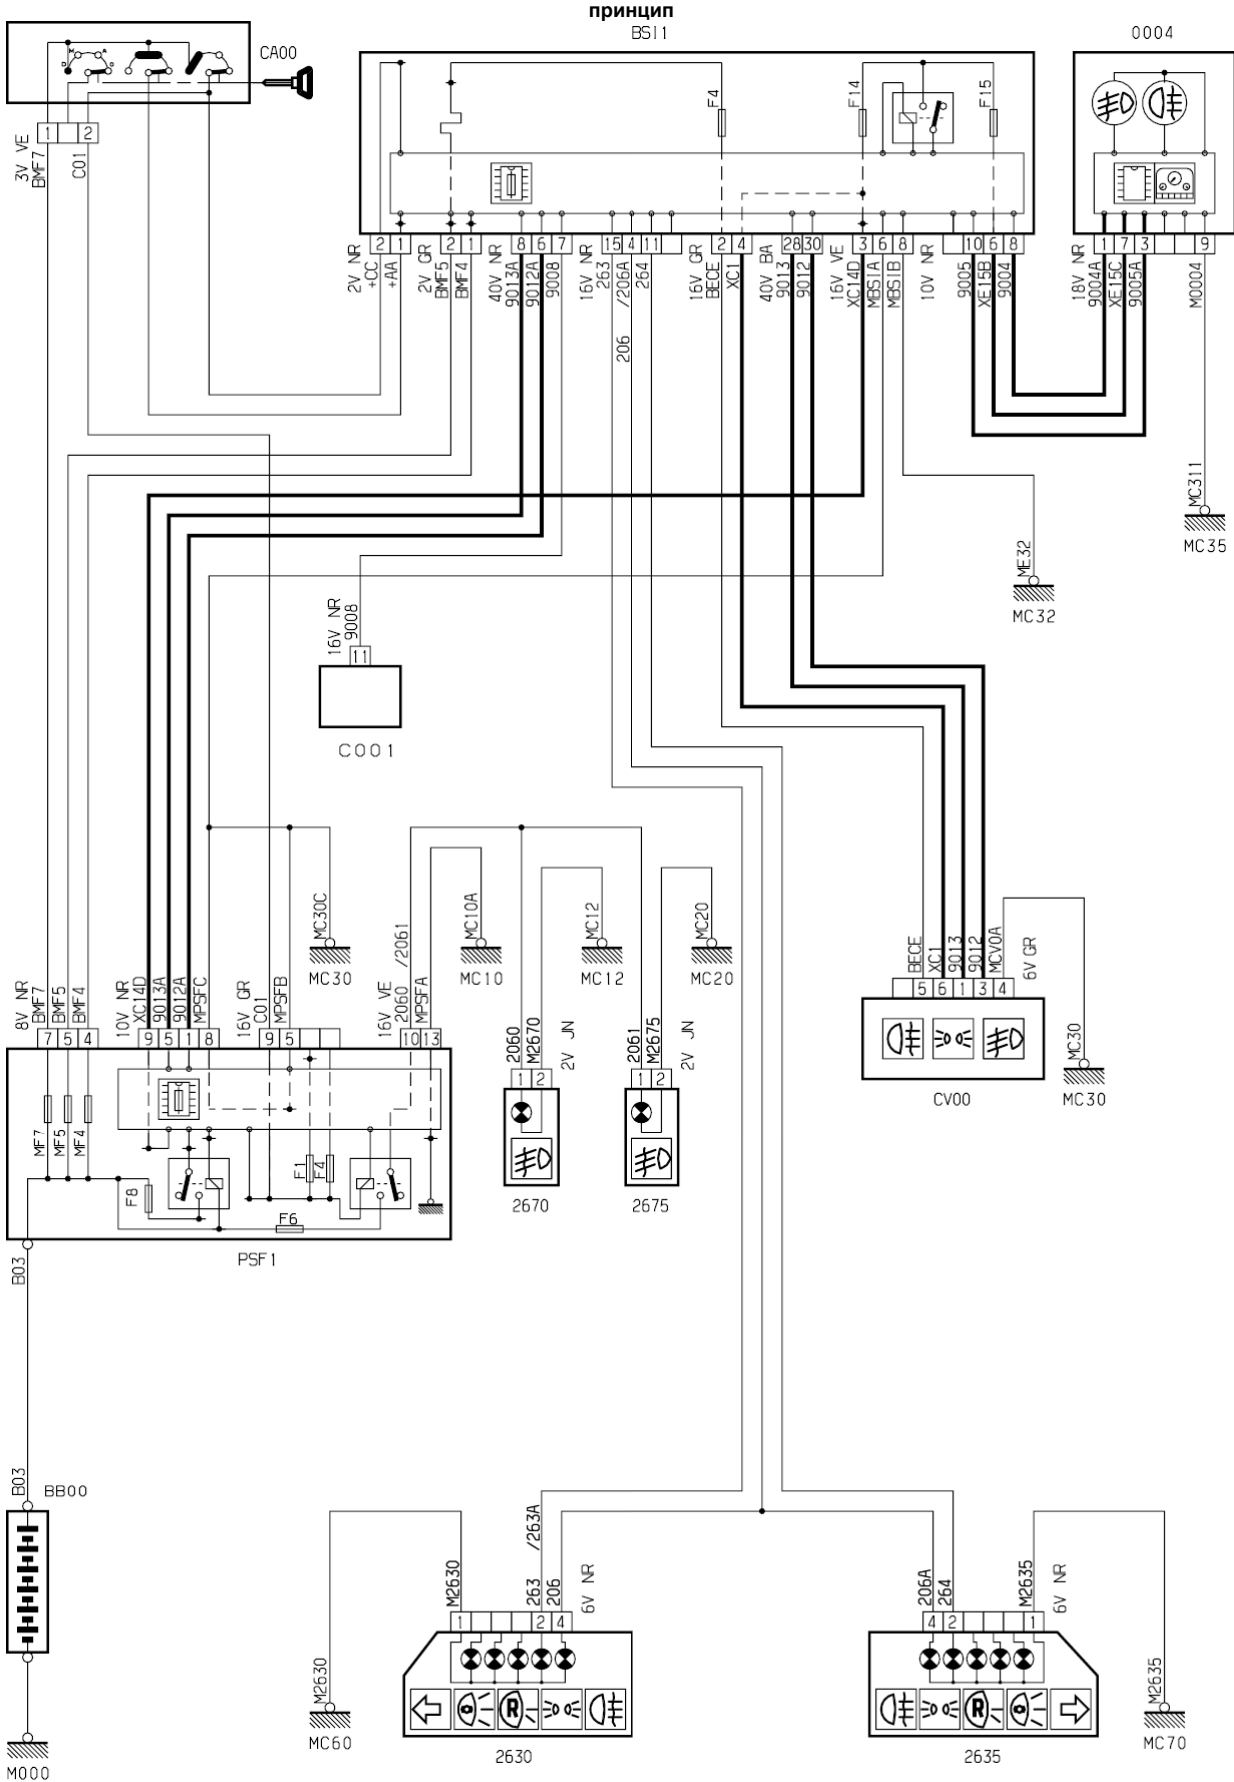 принцип
BSI1
0004
CA00
F4
F14
F15
1
2
3V VE
BMF7
C01
2
1
2
1
8
6
7
15
4
11
2
4
28
30
3
6
8
10
6
8
1
7
3
9
2V NR
+CC
+AA
2V GR
BMF5
BMF4
40V NR
9013A
9012A
9008
16V NR
263
/206A
206
264
16V GR
BECE
XC1
40V BA
9013
9012
16V VE
XC14D
MBSIA
MBSIB
10V NR
9005
XE15B
9004
18V NR
9004A
XE15C
9005A
M0004
MC311
MC35
ME32
MC32
16V NR
9008
11
C001
MC30C
MC30
MC10A
MC10
MC12
MC12
MC20
MC20
8V NR
BMF7
BMF5
BMF4
10V NR
XC14D
9013A
9012A
MPSFC
16V GR
C01
MPSFB
16V VE
2060
/2061
MPSFA
7
5
4
9
5
1
8
9
5
10
13
MF7
MF5
MF4
F8
F1
F4
F6
PSF1
2060
M2670
2V JN
1
2
2670
2061
M2675
2V JN
1
2
2675
BECE
XC1
9013
9012
MCV0A
6V GR
5
6
1
3
4
CV00
MC30
MC30
B03
B03
BB00
M000
M2630
MC60
M2630
263
/263A
206
6V NR
1
2
4
R
2630
206A
264
M2635
6V NR
4
2
1
R
2635
M2635
MC70